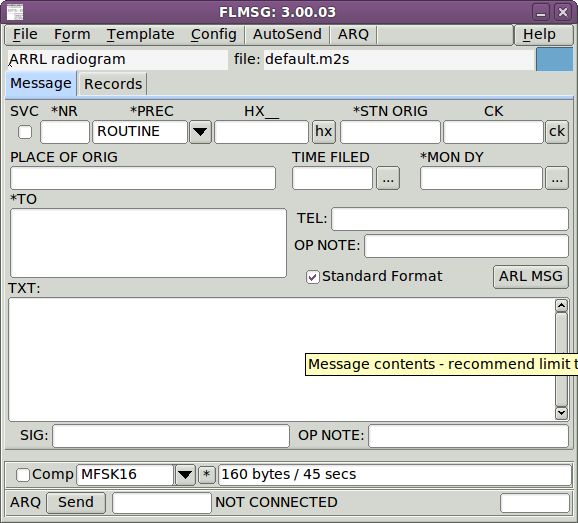 FLMSG: 3.00.03
File Form Template Config AutoSend ARQ Help
ARRL radiogram file: default.m2s
Message Records
SVC *NR *PREC HX__ *STN ORIG CK
ROUTINE hx ck
PLACE OF ORIG TIME FILED *MON DY
... ...
*TO
TEL:
OP NOTE:
Standard Format ARL MSG
TXT:
Message contents - recommend limit t
SIG: OP NOTE:
Comp MFSK16 * 160 bytes / 45 secs
ARQ Send NOT CONNECTED